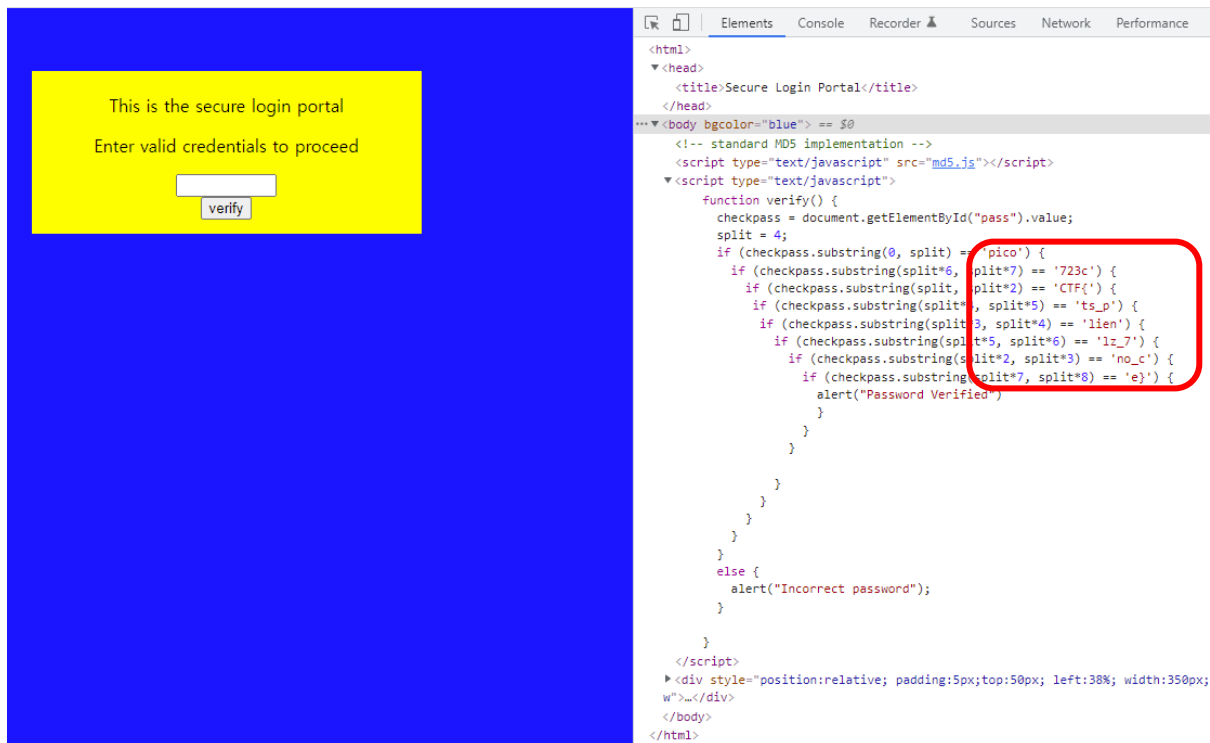 This is the secure login portal
Enter valid credentials to proceed
verify
Elements Console Recorder Sources Network Performance
<html>
▼<head>
<title>Secure Login Portal</title>
</head>
••• ▼<body bgcolor="blue"> == $0
<!-- standard MD5 implementation -->
<script type="text/javascript" src="md5.js"></script>
▼<script type="text/javascript">
function verify() {
checkpass = document.getElementById("pass").value;
split = 4;
if (checkpass.substring(0, split) == 'pico') {
if (checkpass.substring(split*6, split*7) == '723c') {
if (checkpass.substring(split, split*2) == 'CTF{') {
if (checkpass.substring(split*4, split*5) == 'ts_p') {
if (checkpass.substring(split*3, split*4) == 'lien') {
if (checkpass.substring(split*5, split*6) == 'lz_7') {
if (checkpass.substring(split*2, split*3) == 'no_c') {
if (checkpass.substring(split*7, split*8) == 'e}') {
alert("Password Verified")
}
}
}
}
}
}
}
}
else {
alert("Incorrect password");
}
}
</script>
▶<div style="position:relative; padding:5px;top:50px; left:38%; width:350px;
w">…</div>
</body>
</html>